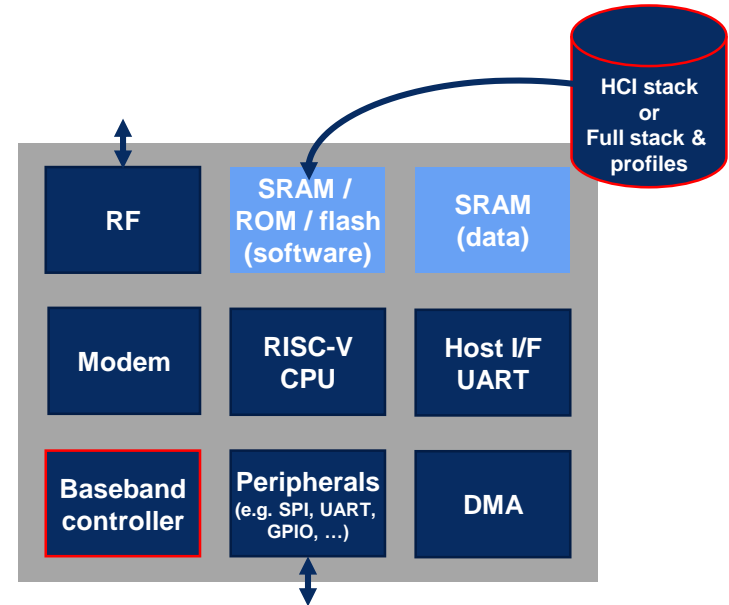 HCI stack
or
Full stack &
profiles
RF
SRAM /
ROM / flash
(software)
SRAM
(data)
Modem
RISC-V
CPU
Host I/F
UART
Baseband
controller
Peripherals
(e.g. SPI, UART,
GPIO, …)
DMA